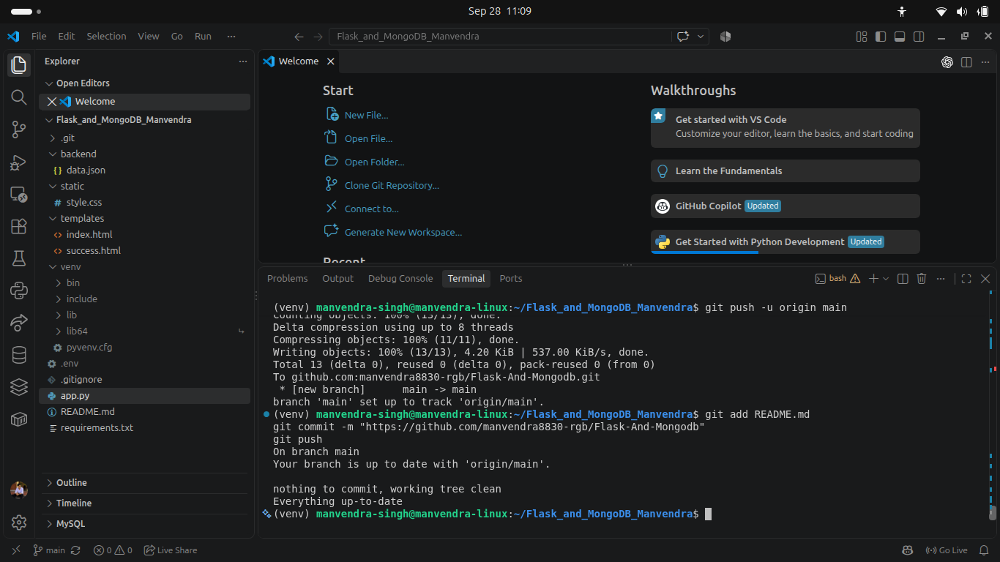 Sep 28 11:09
File Edit Selection View Go Run ···
Flask_and_MongoDB_Manvendra
Explorer ···
Open Editors
Welcome
Flask_and_MongoDB_Manvendra
.git
backend
{} data.json
static
# style.css
templates
<> index.html
<> success.html
venv
bin
include
lib
lib64
pyvenv.cfg
.env
.gitignore
app.py
README.md
requirements.txt
Outline
Timeline
MySQL
Welcome
Start
New File...
Open File...
Open Folder...
Clone Git Repository...
Connect to...
Generate New Workspace...
Recent
Walkthroughs
Get started with VS Code
Customize your editor, learn the basics, and start coding
Learn the Fundamentals
GitHub Copilot Updated
Get Started with Python Development Updated
Problems Output Debug Console Terminal Ports
bash
(venv) manvendra-singh@manvendra-linux:~/Flask_and_MongoDB_Manvendra$ git push -u origin main
Counting objects: 100% (13/13), done.
Delta compression using up to 8 threads
Compressing objects: 100% (11/11), done.
Writing objects: 100% (13/13), 4.20 KiB | 537.00 KiB/s, done.
Total 13 (delta 0), reused 0 (delta 0), pack-reused 0 (from 0)
To github.com:manvendra8830-rgb/Flask-And-Mongodb.git
 * [new branch]      main -> main
branch 'main' set up to track 'origin/main'.
(venv) manvendra-singh@manvendra-linux:~/Flask_and_MongoDB_Manvendra$ git add README.md
git commit -m "https://github.com/manvendra8830-rgb/Flask-And-Mongodb"
git push
On branch main
Your branch is up to date with 'origin/main'.
nothing to commit, working tree clean
Everything up-to-date
(venv) manvendra-singh@manvendra-linux:~/Flask_and_MongoDB_Manvendra$
main 0 0 Live Share
Go Live